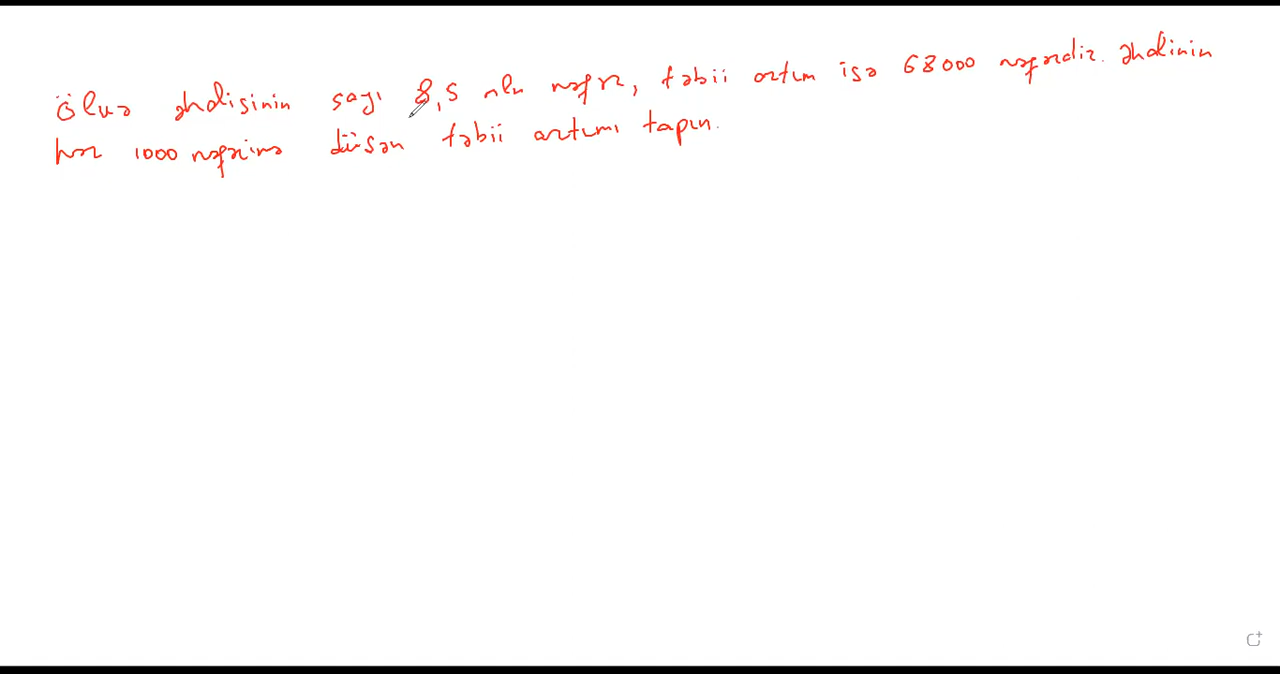 Ölkə əhalisinin sayı 8,5 mln nəfər, təbii artım isə 68000 nəfərdir. Əhalinin
hər 1000 nəfərinə düşən təbii artımı tapın.